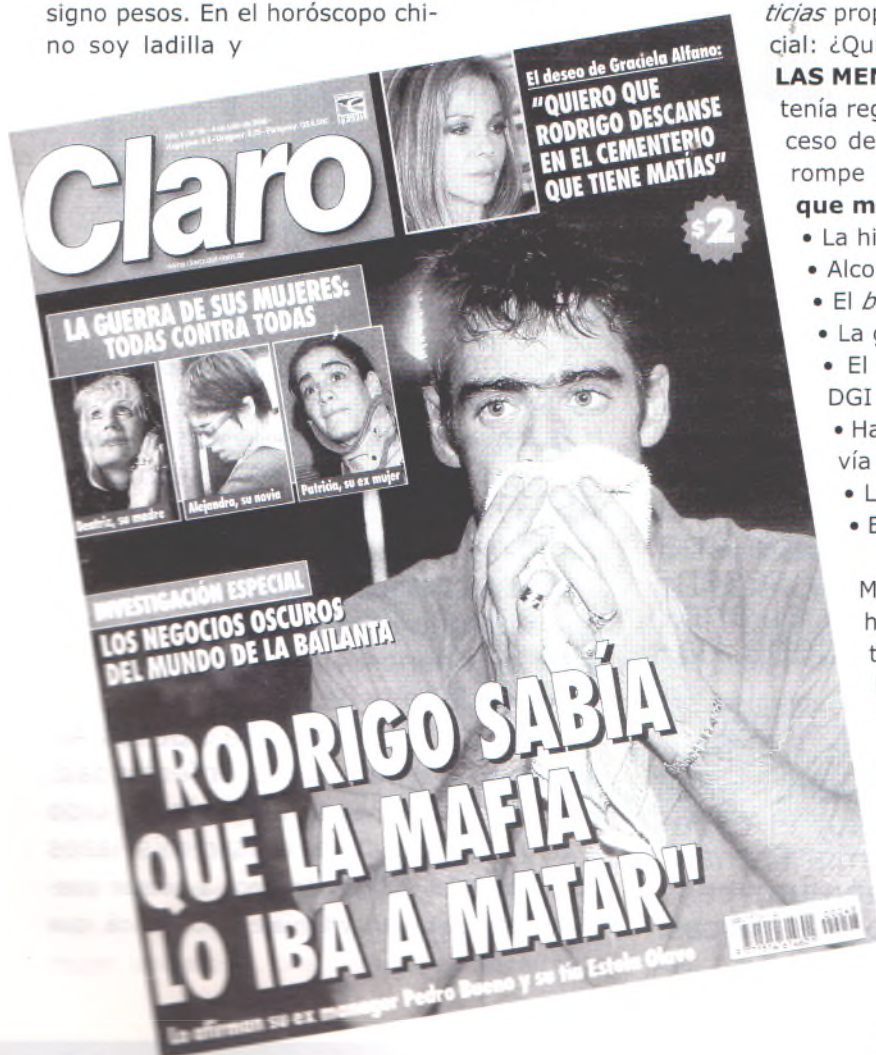 signo pesos. En el horóscopo chi-
no soy ladilla y
Claro
El deseo de Graciela Alfano:
"QUIERO QUE
RODRIGO DESCANSE
EN EL CEMENTERIO
QUE TIENE MATÍAS"
$2
LA GUERRA DE SUS MUJERES:
TODAS CONTRA TODAS
Beatriz, su madre
Alejandra, su novia
Patricia, su ex mujer
INVESTIGACIÓN ESPECIAL
LOS NEGOCIOS OSCUROS
DEL MUNDO DE LA BAILANTA
"RODRIGO SABÍA
QUE LA MAFIA
LO IBA A MATAR"
Lo afirman su ex manager Pedro Bueno y su tía Estela Olave
ticias prop
cial: ¿Qu
LAS MEN
tenía reg
ceso de
rompe
que m
• La hi
• Alco
• El b
• La g
• El
DGI
• Ha
vía
• L
• E
M
h
t